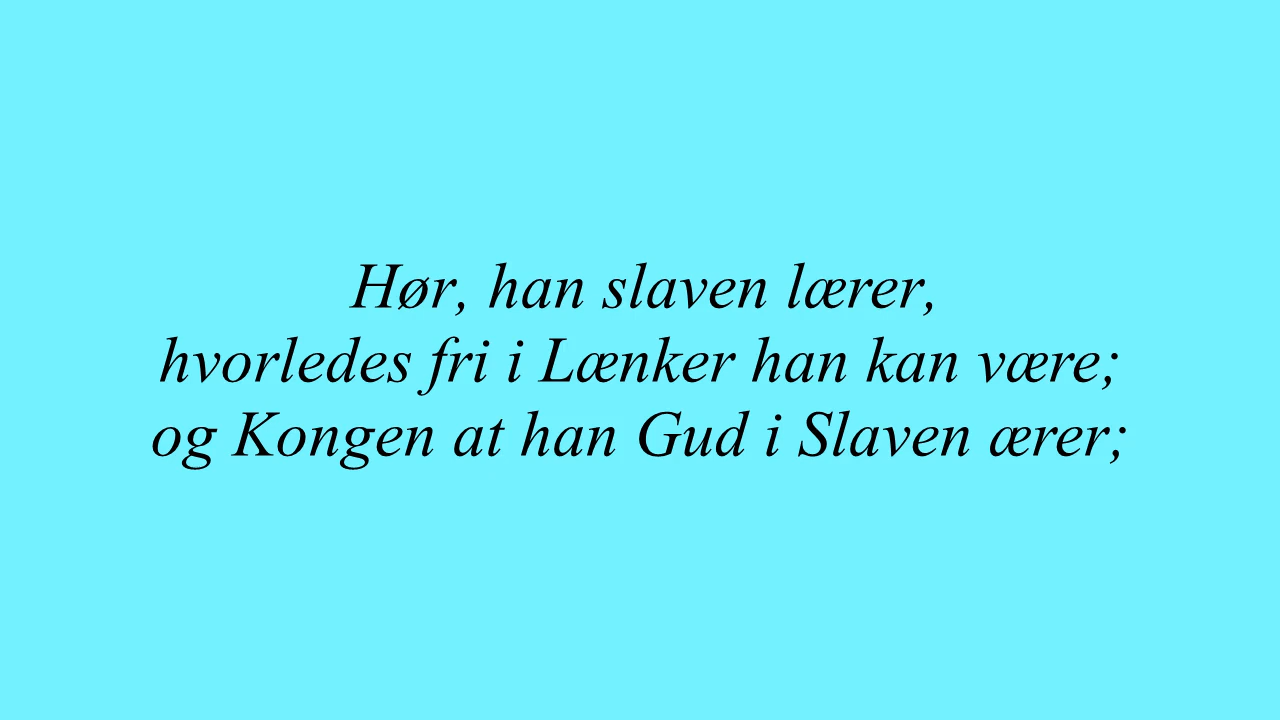 Hør, han slaven lærer,
hvorledes fri i Lænker han kan være;
og Kongen at han Gud i Slaven ærer;